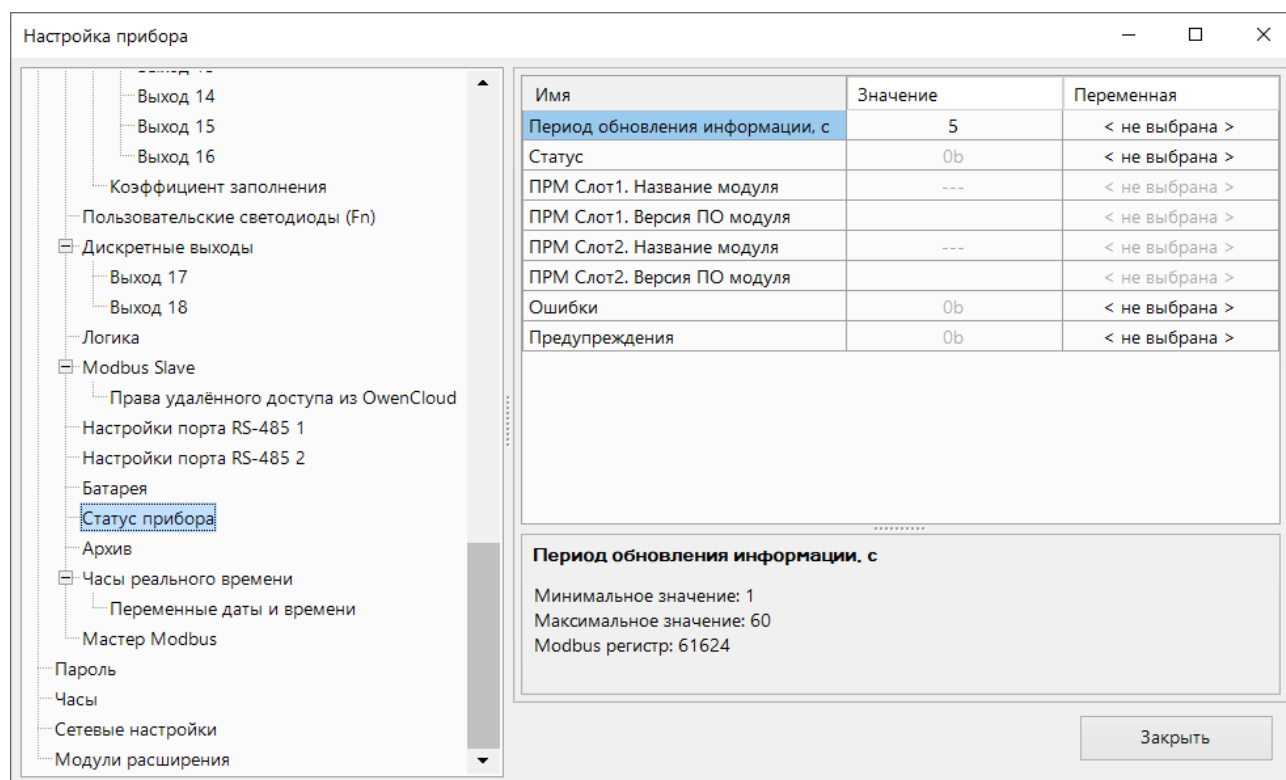 Настройка прибора
Выход 14
Выход 15
Выход 16
Коэффициент заполнения
Пользовательские светодиоды (Fn)
Дискретные выходы
Выход 17
Выход 18
Логика
Modbus Slave
Права удалённого доступа из OwenCloud
Настройки порта RS-485 1
Настройки порта RS-485 2
Батарея
Статус прибора
Архив
Часы реального времени
Переменные даты и времени
Мастер Modbus
Пароль
Часы
Сетевые настройки
Модули расширения
Имя Значение Переменная
Период обновления информации, с 5 < не выбрана >
Статус 0b < не выбрана >
ПРМ Слот1. Название модуля --- < не выбрана >
ПРМ Слот1. Версия ПО модуля < не выбрана >
ПРМ Слот2. Название модуля --- < не выбрана >
ПРМ Слот2. Версия ПО модуля < не выбрана >
Ошибки 0b < не выбрана >
Предупреждения 0b < не выбрана >
Период обновления информации, с
Минимальное значение: 1
Максимальное значение: 60
Modbus регистр: 61624
Закрыть